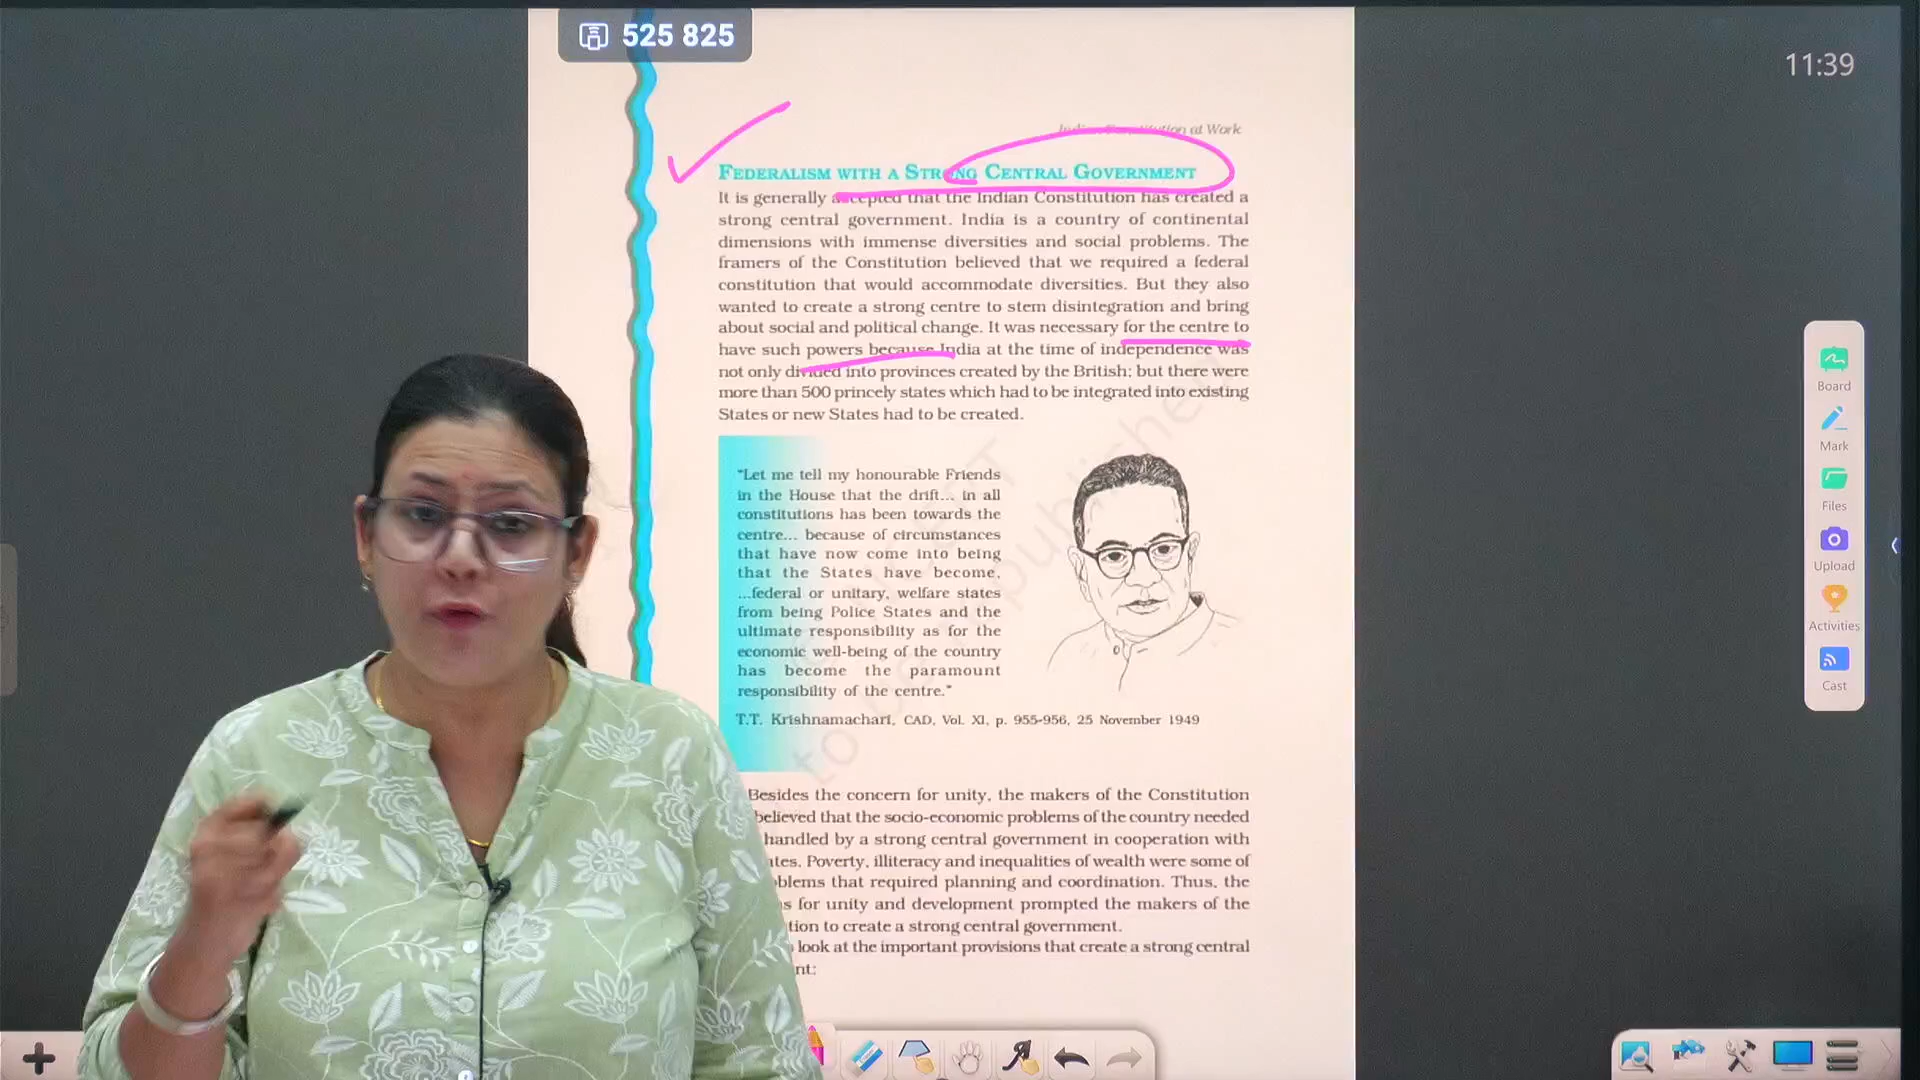 525 825
11:39
Indian Constitution at Work
FEDERALISM WITH A STRONG CENTRAL GOVERNMENT
It is generally accepted that the Indian Constitution has created a
strong central government. India is a country of continental
dimensions with immense diversities and social problems. The
framers of the Constitution believed that we required a federal
constitution that would accommodate diversities. But they also
wanted to create a strong centre to stem disintegration and bring
about social and political change. It was necessary for the centre to
have such powers because India at the time of independence was
not only divided into provinces created by the British; but there were
more than 500 princely states which had to be integrated into existing
States or new States had to be created.
"Let me tell my honourable Friends
in the House that the drift... in all
constitutions has been towards the
centre... because of circumstances
that have now come into being
that the States have become,
...federal or unitary, welfare states
from being Police States and the
ultimate responsibility as for the
economic well-being of the country
has become the paramount
responsibility of the centre."
T.T. Krishnamachari, CAD, Vol. XI, p. 955-956, 25 November 1949
Besides the concern for unity, the makers of the Constitution
believed that the socio-economic problems of the country needed
handled by a strong central government in cooperation with
ates. Poverty, illiteracy and inequalities of wealth were some of
blems that required planning and coordination. Thus, the
s for unity and development prompted the makers of the
tion to create a strong central government.
look at the important provisions that create a strong central
nt:
Board
Mark
Files
Upload
Activities
Cast